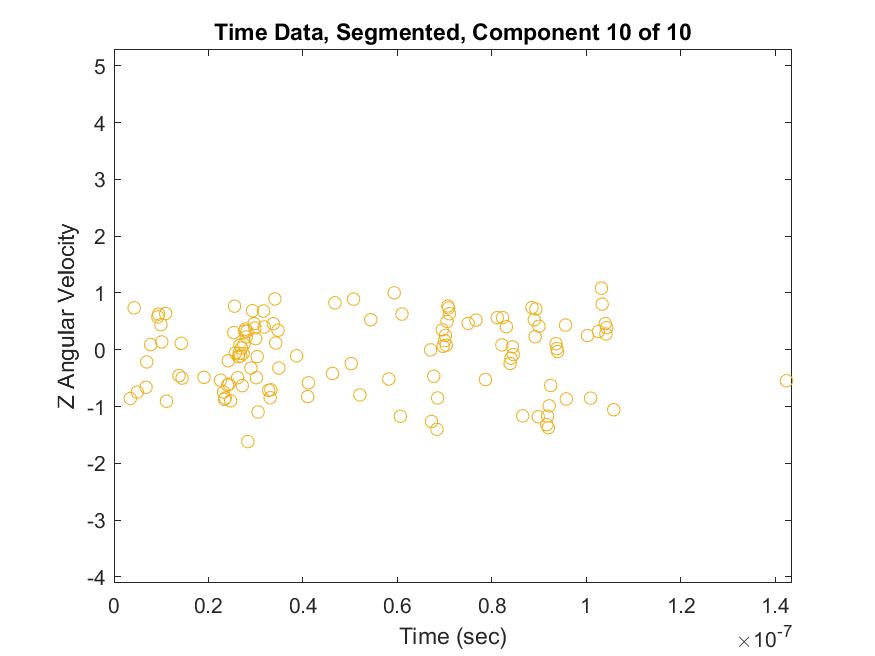 Time Data, Segmented, Component 10 of 10
Z Angular Velocity
5
4
3
2
1
0
-1
-2
-3
-4
0 0.2 0.4 0.6 0.8 1 1.2 1.4
Time (sec)
×10-7